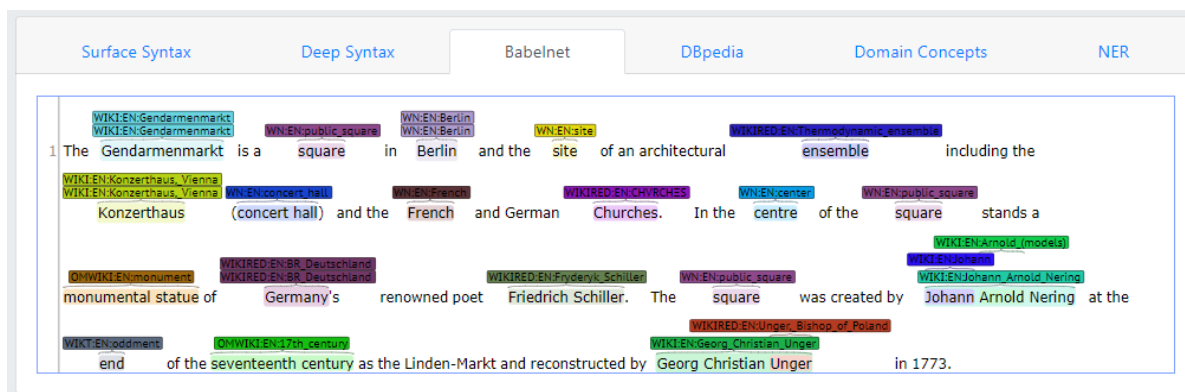 Surface Syntax Deep Syntax Babelnet DBpedia Domain Concepts NER
WIKI:EN:Gendarmenmarkt WN:EN:Berlin
WIKI:EN:Gendarmenmarkt WN:EN:public_square WN:EN:Berlin WN:EN:site WIKIRED:EN:Thermodynamic_ensemble
1 The Gendarmenmarkt is a square in Berlin and the site of an architectural ensemble including the
WIKI:EN:Konzerthaus,_Vienna
WIKI:EN:Konzerthaus,_Vienna WN:EN:concert_hall WN:EN:French WIKIRED:EN:CHVRCHES WN:EN:center WN:EN:public_square
Konzerthaus (concert hall) and the French and German Churches. In the centre of the square stands a
WIKI:EN:Arnold_(models)
WIKIRED:EN:BR_Deutschland WIKI:EN:Johann
OMWIKI:EN:monument WIKIRED:EN:BR_Deutschland WIKIRED:EN:Fryderyk_Schiller WN:EN:public_square WIKI:EN:Johann_Arnold_Nering
monumental statue of Germany's renowned poet Friedrich Schiller. The square was created by Johann Arnold Nering at the
WIKIRED:EN:Unger,_Bishop_of_Poland
WIKT:EN:oddment OMWIKI:EN:17th_century WIKI:EN:Georg_Christian_Unger
end of the seventeenth century as the Linden-Markt and reconstructed by Georg Christian Unger in 1773.